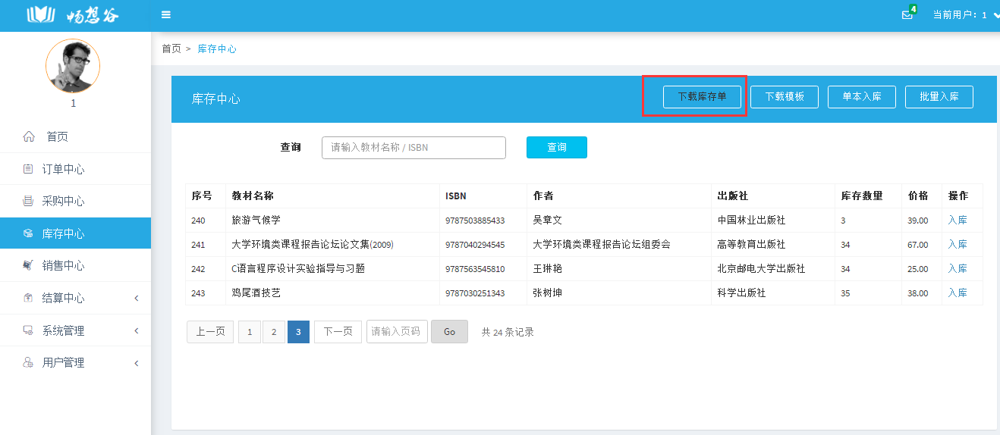 畅想谷
4
当前用户: 1
1
首页
订单中心
采购中心
库存中心
销售中心
结算中心
系统管理
用户管理
首页 > 库存中心
库存中心
下载库存单 下载模板 单本入库 批量入库
查询 请输入教材名称 / ISBN 查询
序号 教材名称 ISBN 作者 出版社 库存数量 价格 操作
240 旅游气候学 9787503885433 吴章文 中国林业出版社 3 39.00 入库
241 大学环境类课程报告论坛论文集(2009) 9787040294545 大学环境类课程报告论坛组委会 高等教育出版社 34 67.00 入库
242 C语言程序设计实验指导与习题 9787563545810 王琳艳 北京邮电大学出版社 34 25.00 入库
243 鸡尾酒技艺 9787030251343 张树坤 科学出版社 35 38.00 入库
上一页 1 2 3 下一页 请输入页码 Go 共 24 条记录